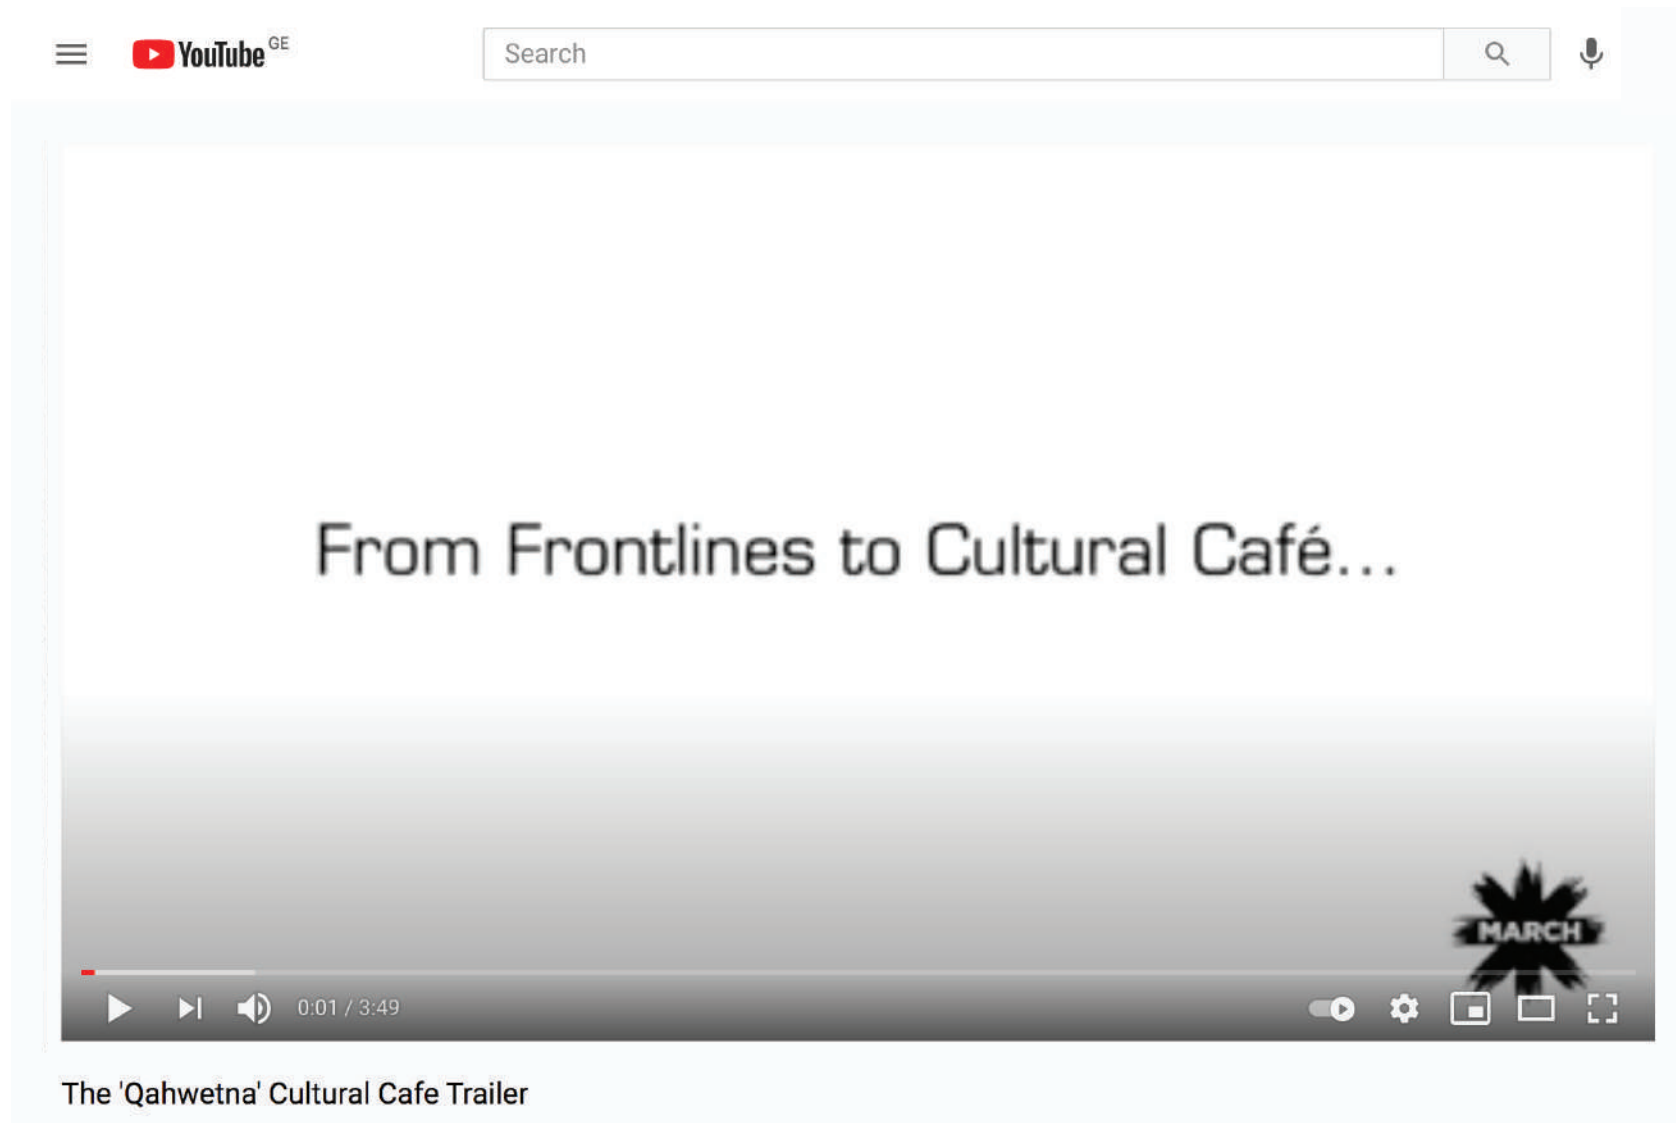 YouTube GE
Search
From Frontlines to Cultural Café...
MARCH
0:01 / 3:49
The 'Qahwetna' Cultural Cafe Trailer